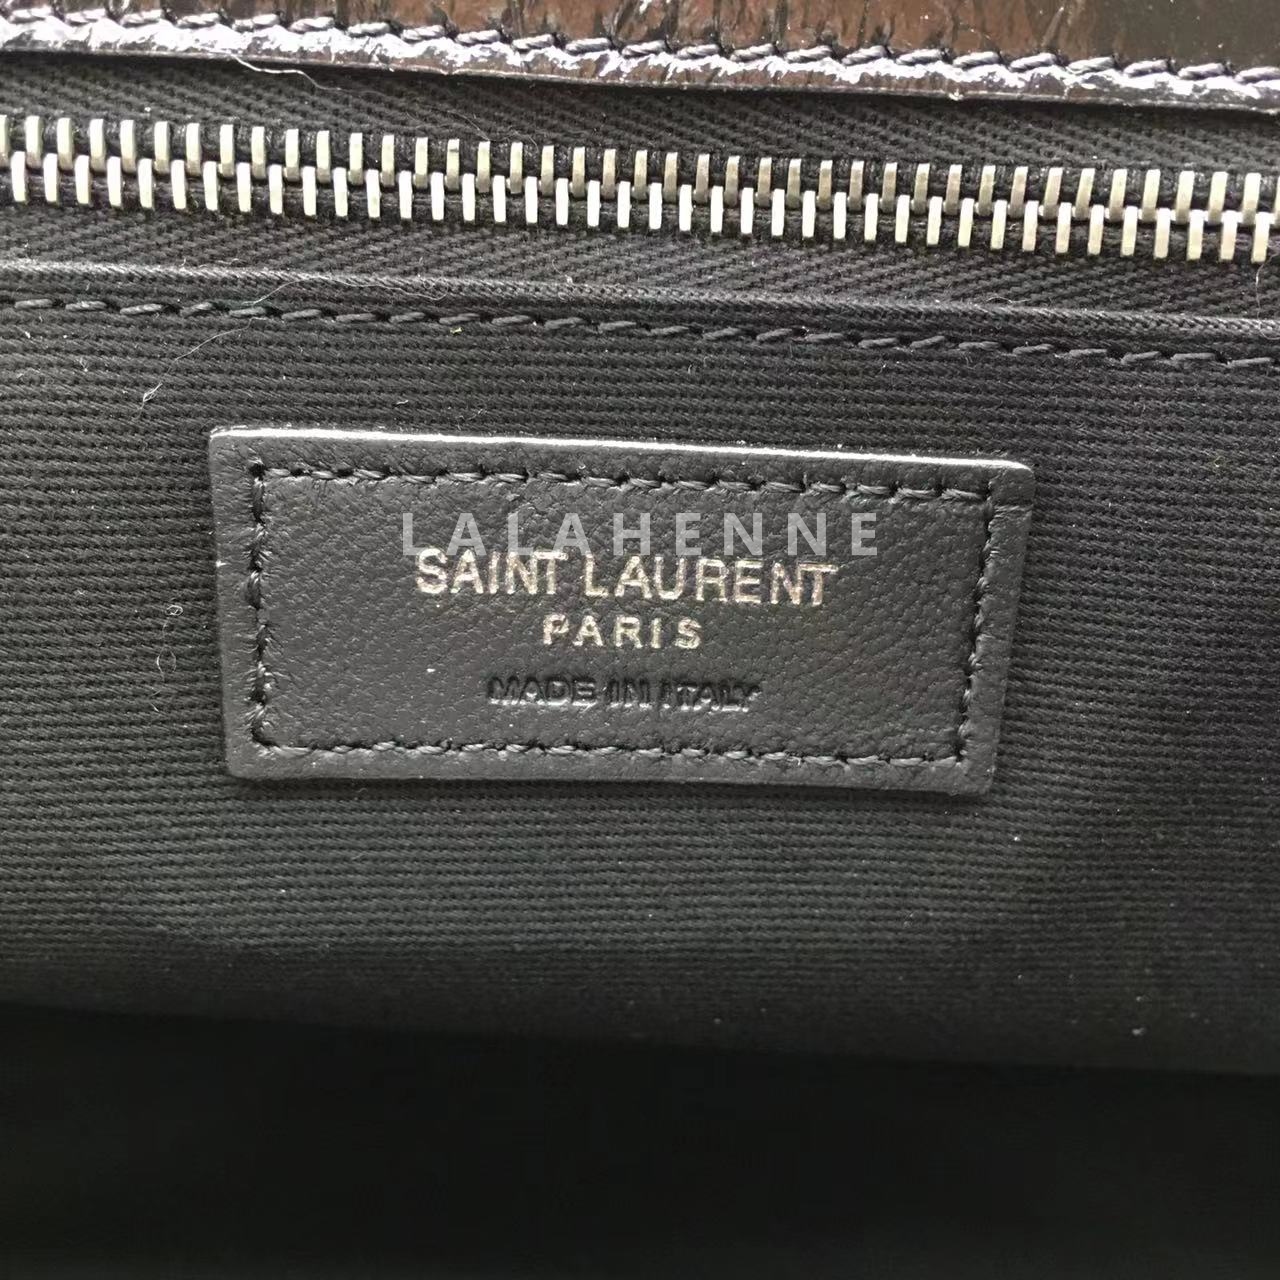 LALAHENNE
SAINT LAURENT
PARIS
MADE IN ITALY